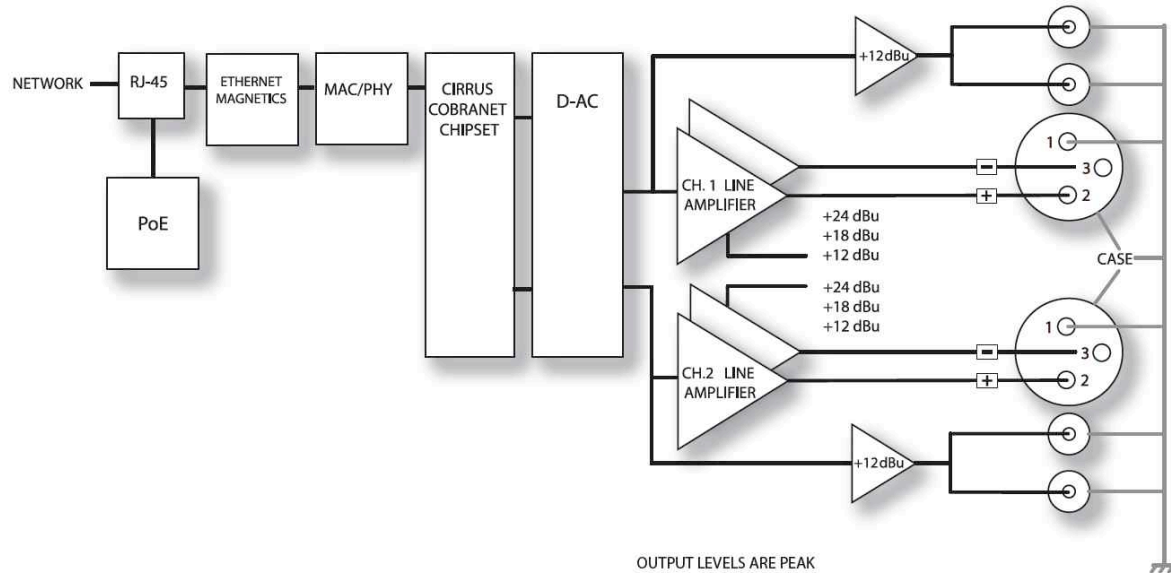 NETWORK
RJ-45
ETHERNET
MAGNETICS
MAC/PHY
CIRRUS
COBRANET
CHIPSET
D-AC
PoE
+12dBu
CH. 1 LINE
AMPLIFIER
+24 dBu
+18 dBu
+12 dBu
-
+
1
3
2
CASE
+24 dBu
+18 dBu
+12 dBu
CH.2 LINE
AMPLIFIER
-
+
1
3
2
+12dBu
OUTPUT LEVELS ARE PEAK